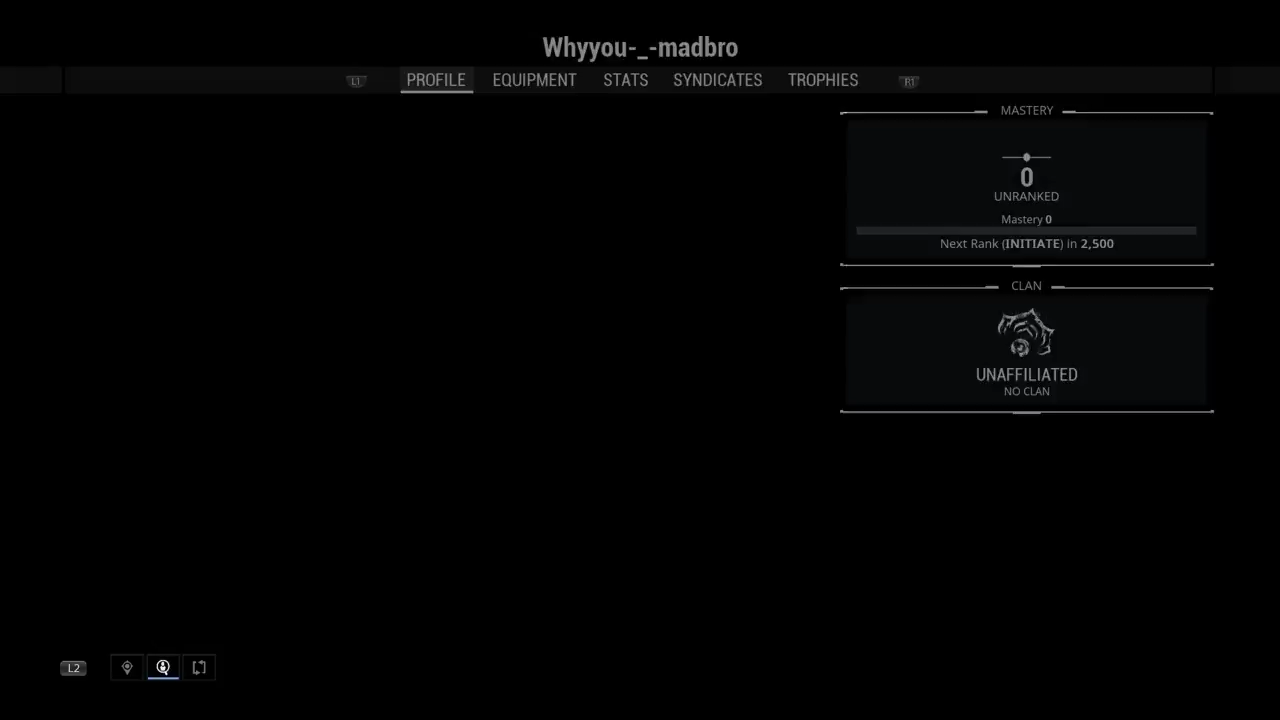 Whyyou-_-madbro
L1 PROFILE EQUIPMENT STATS SYNDICATES TROPHIES R1
MASTERY
0
UNRANKED
Mastery 0
Next Rank (INITIATE) in 2,500
CLAN
UNAFFILIATED
NO CLAN
L2